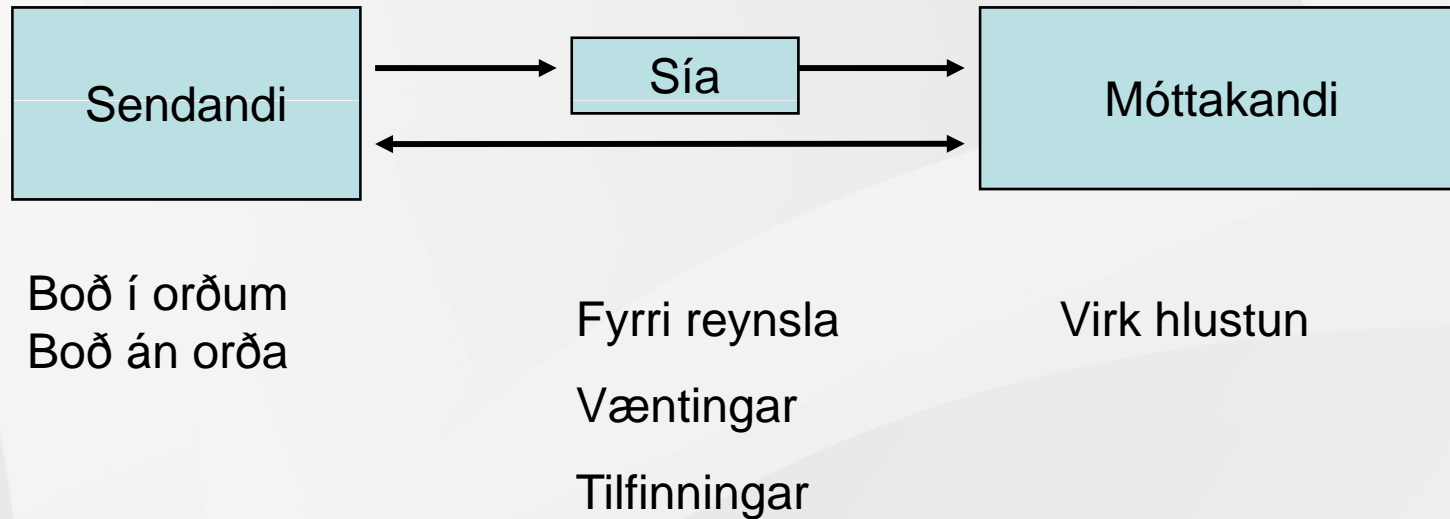 Sendandi
Sía
Móttakandi
Boð í orðum
Boð án orða
Fyrri reynsla
Væntingar
Tilfinningar
Virk hlustun